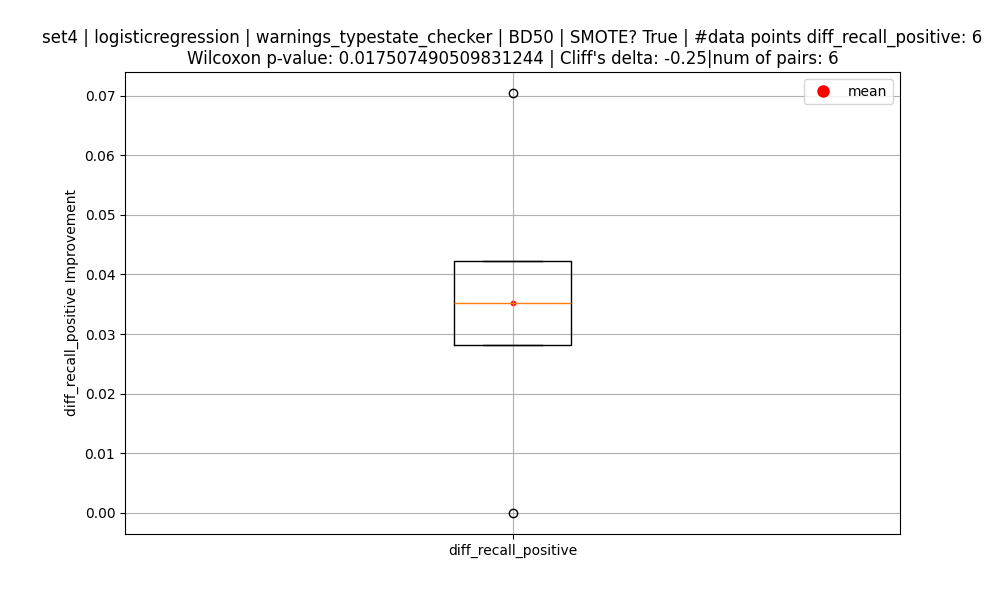 set4 | logisticregression | warnings_typestate_checker | BD50 | SMOTE? True | #data points diff_recall_positive: 6
Wilcoxon p-value: 0.017507490509831244 | Cliff's delta: -0.25|num of pairs: 6
mean
0.07
0.06
0.05
0.04
0.03
0.02
0.01
0.00
diff_recall_positive Improvement
diff_recall_positive